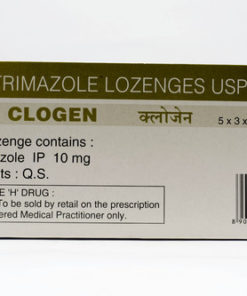 TRIMAZOLE LOZENGES USP
CLOGEN क्लोजेन 5 x 3 x
zenge contains :
zole IP 10 mg
ts : Q.S.
E 'H' DRUG :
To be sold by retail on the prescription
ered Medical Practitioner only.